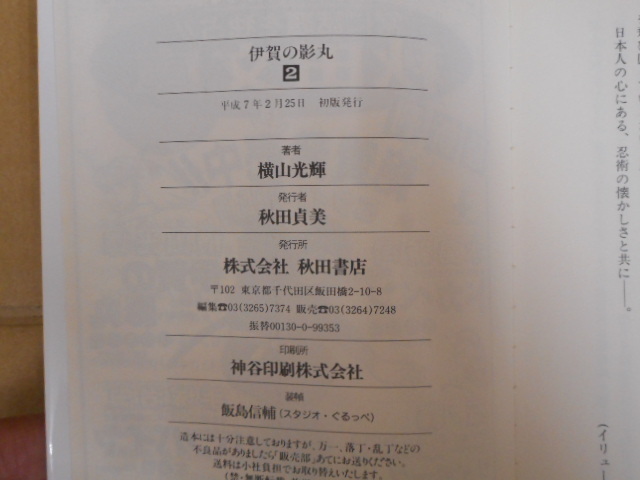 伊賀の影丸
2
平成7年2月25日 初版発行
著者
横山光輝
発行者
秋田貞美
発行所
株式会社 秋田書店
〒102 東京都千代田区飯田橋2-10-8
編集☎03(3265)7374 販売☎03(3264)7248
振替00130-0-99353
印刷所
神谷印刷株式会社
装幀
飯島信輔(スタジオ・ぐるっぺ)
造本には十分注意しておりますが、万一、落丁・乱丁などの
不良品がありましたら「販売部」あてにお送りください。
送料は小社負担でお取り替えいたします。
日本人の心にある、忍術の懐かしさと共に──。
(イリュー